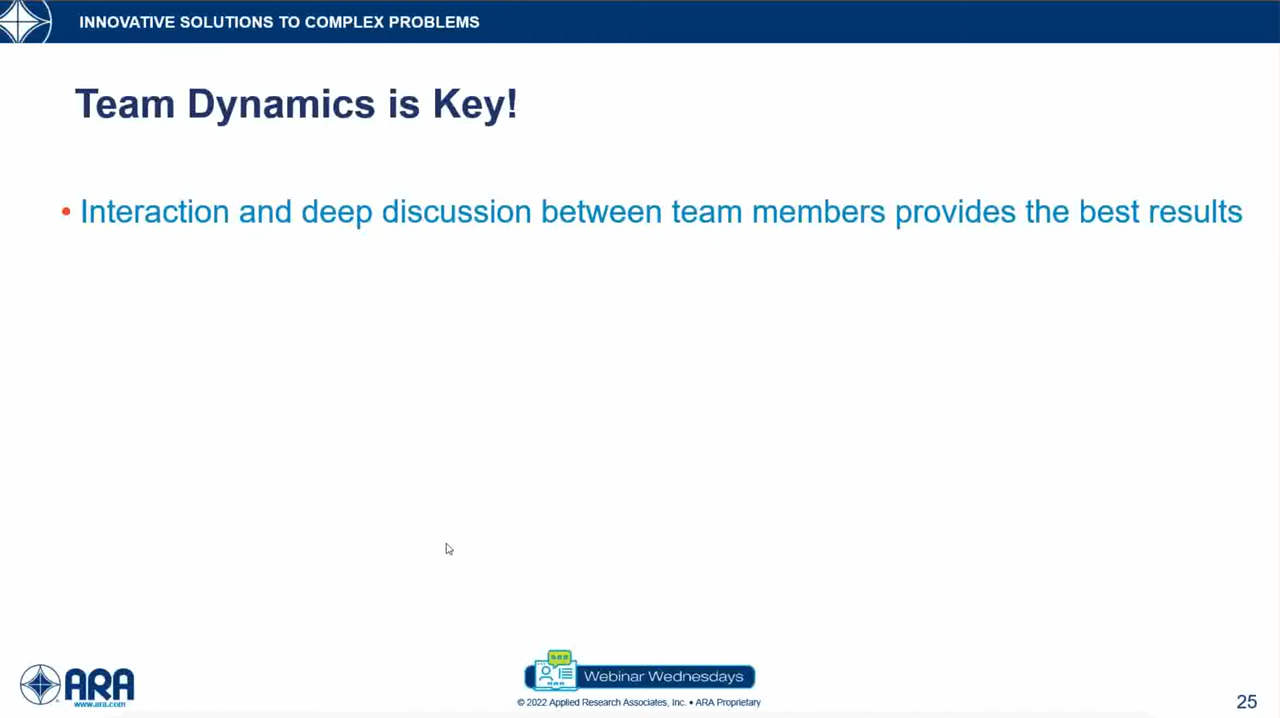 INNOVATIVE SOLUTIONS TO COMPLEX PROBLEMS
Team Dynamics is Key!
• Interaction and deep discussion between team members provides the best results
ARA
www.ara.com
Webinar Wednesdays
© 2022 Applied Research Associates, Inc. • ARA Proprietary
25